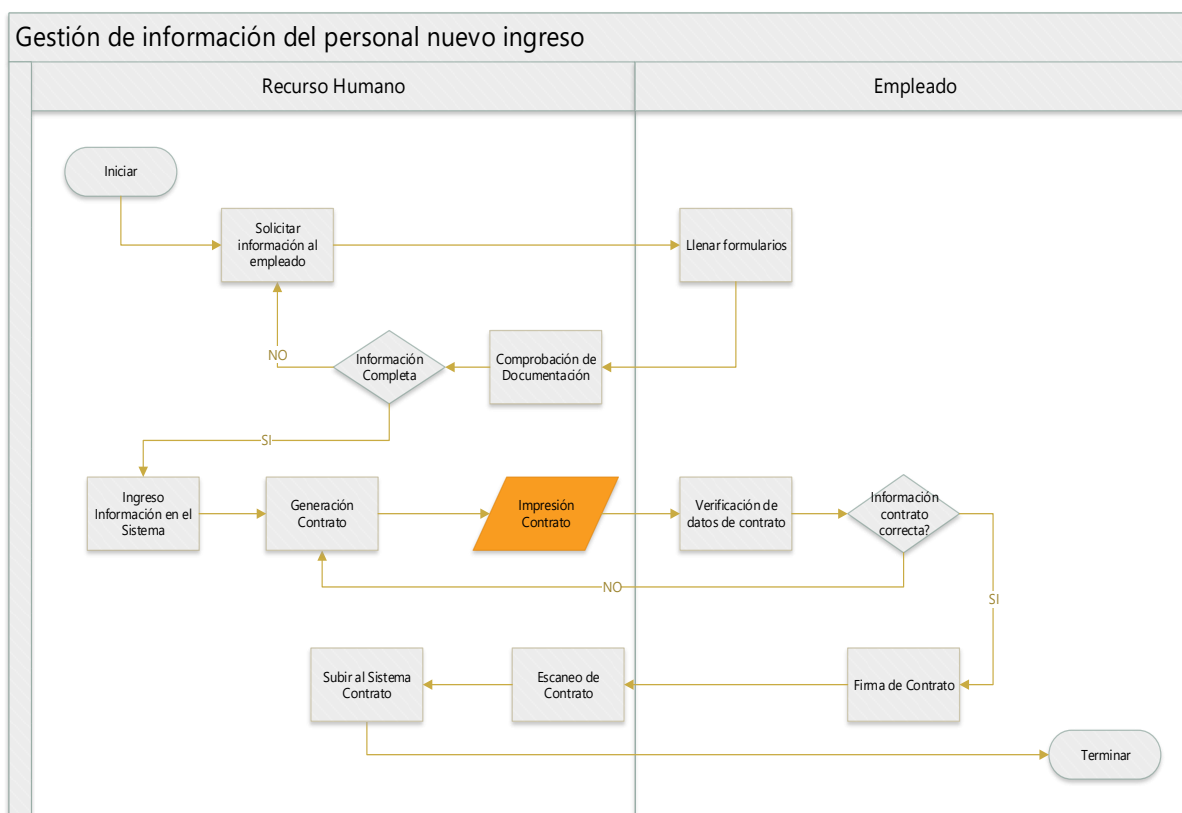 Gestión de información del personal nuevo ingreso
Recurso Humano
Empleado
Iniciar
Solicitar
información al
empleado
Llenar formularios
NO
Información
Completa
Comprobación de
Documentación
SI
Ingreso
Información en el
Sistema
Generación
Contrato
Impresión
Contrato
Verificación de
datos de contrato
Información
contrato
correcta?
NO
SI
Subir al Sistema
Contrato
Escaneo de
Contrato
Firma de Contrato
Terminar